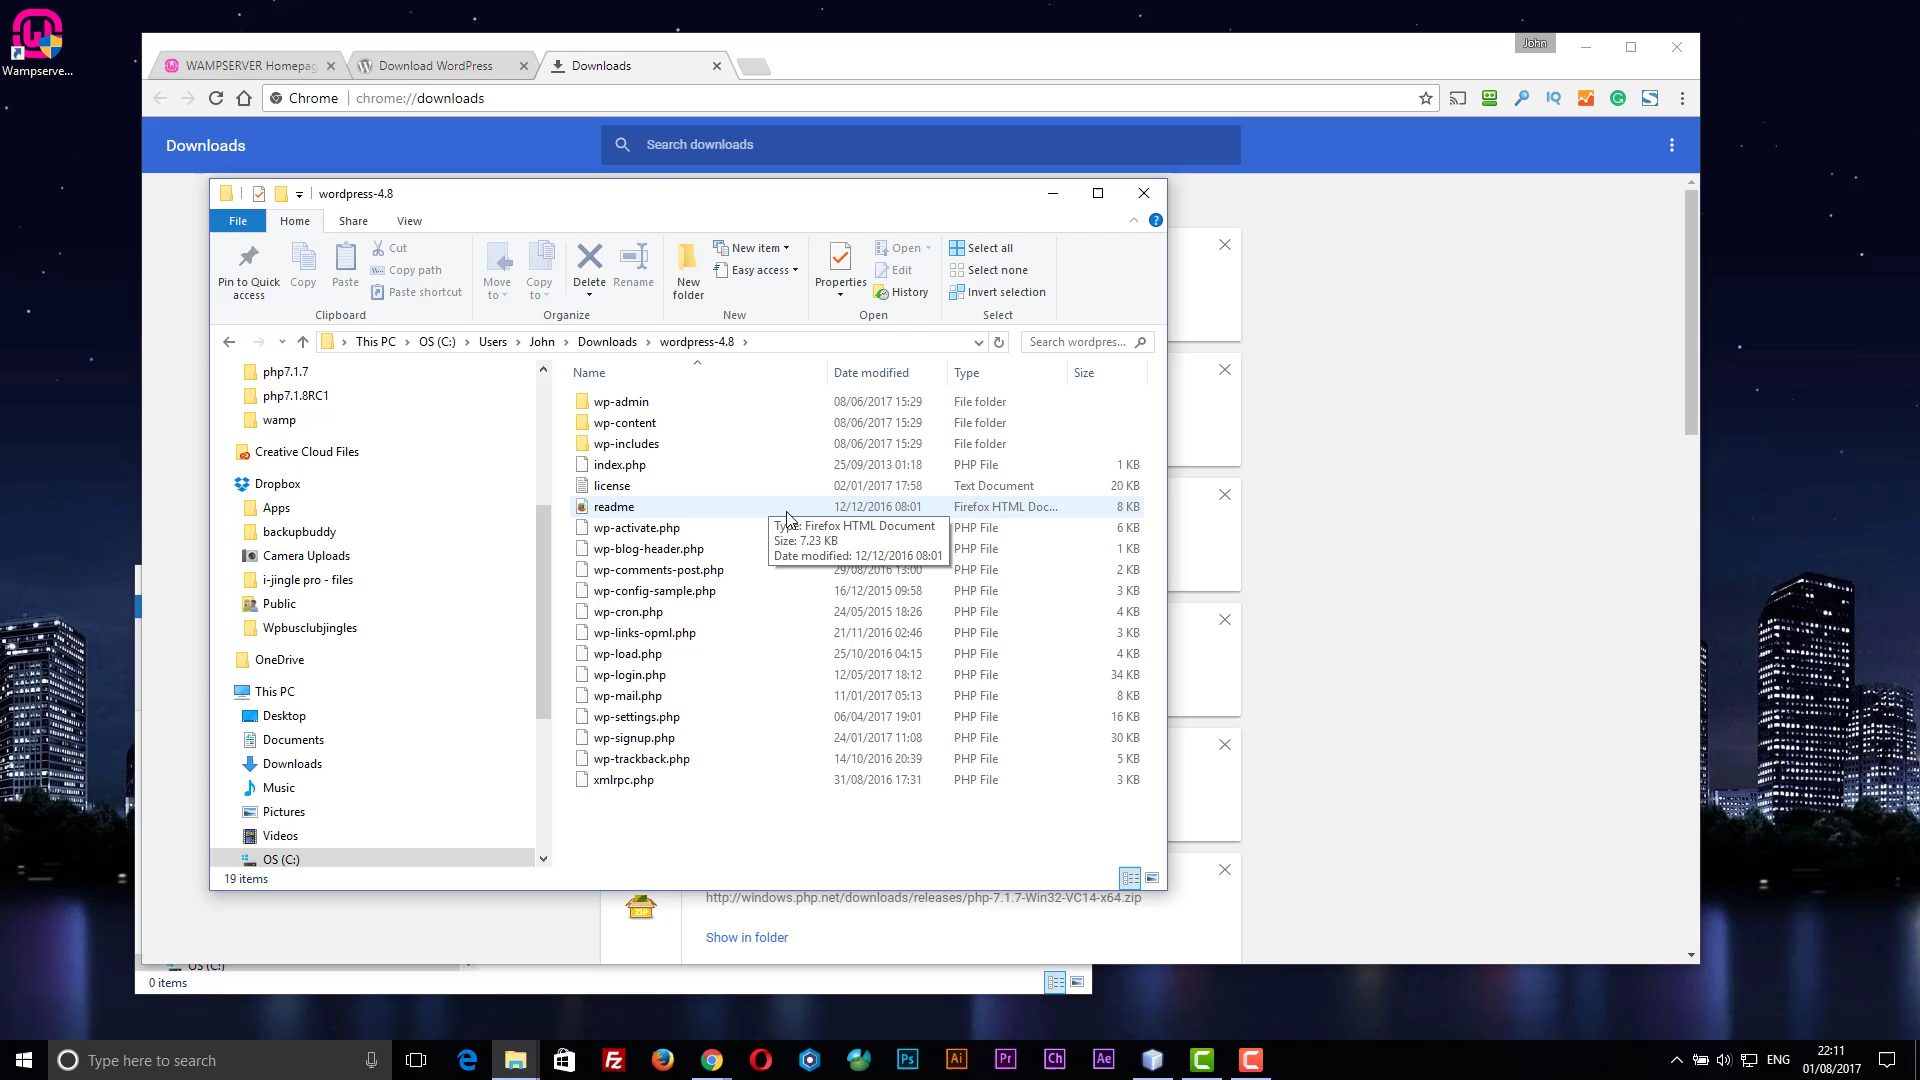 Wampserve...
John
WAMPSERVER Homepag
Download WordPress
Downloads
Chrome
chrome://downloads
Downloads
Search downloads
wordpress-4.8
File
Home
Share
View
Pin to Quick access
Copy
Paste
Cut
Copy path
Paste shortcut
Clipboard
Move to
Copy to
Delete
Rename
Organize
New folder
New item
Easy access
New
Properties
Open
Edit
History
Open
Select all
Select none
Invert selection
Select
This PC
OS (C:)
Users
John
Downloads
wordpress-4.8
Search wordpres...
php7.1.7
php7.1.8RC1
wamp
Creative Cloud Files
Dropbox
Apps
backupbuddy
Camera Uploads
i-jingle pro - files
Public
Wpbusclubjingles
OneDrive
This PC
Desktop
Documents
Downloads
Music
Pictures
Videos
OS (C:)
Name Date modified Type Size
wp-admin 08/06/2017 15:29 File folder
wp-content 08/06/2017 15:29 File folder
wp-includes 08/06/2017 15:29 File folder
index.php 25/09/2013 01:18 PHP File 1 KB
license 02/01/2017 17:58 Text Document 20 KB
readme 12/12/2016 08:01 Firefox HTML Doc... 8 KB
wp-activate.php PHP File 6 KB
wp-blog-header.php PHP File 1 KB
wp-comments-post.php 29/08/2016 13:00 PHP File 2 KB
wp-config-sample.php 16/12/2015 09:58 PHP File 3 KB
wp-cron.php 24/05/2015 18:26 PHP File 4 KB
wp-links-opml.php 21/11/2016 02:46 PHP File 3 KB
wp-load.php 25/10/2016 04:15 PHP File 4 KB
wp-login.php 12/05/2017 18:12 PHP File 34 KB
wp-mail.php 11/01/2017 05:13 PHP File 8 KB
wp-settings.php 06/04/2017 19:01 PHP File 16 KB
wp-signup.php 24/01/2017 11:08 PHP File 30 KB
wp-trackback.php 14/10/2016 20:39 PHP File 5 KB
xmlrpc.php 31/08/2016 17:31 PHP File 3 KB
Type: Firefox HTML Document
Size: 7.23 KB
Date modified: 12/12/2016 08:01
19 items
ZIP
http://windows.php.net/downloads/releases/php-7.1.7-Win32-VC14-x64.zip
Show in folder
OS (C:)
0 items
Type here to search
Fz
Ps
Ai
Pr
Ch
Ae
ENG
22:11
01/08/2017